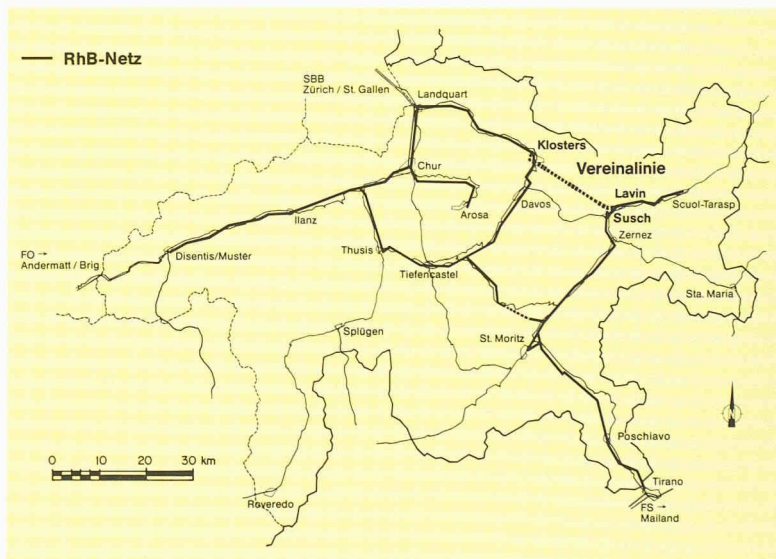 RhB-Netz
SBB
Zürich / St. Gallen
Landquart
Klosters
Vereinalinie
Chur
Lavin
Arosa
Davos
Scuol-Tarasp
Ilanz
Susch
Zernez
FO →
Andermatt / Brig
Disentis/Muster
Thusis
Tiefencastel
Sta. Maria
Splügen
St. Moritz
Poschiavo
0 10 20 30 km
Tirano
Roveredo
FS →
Mailand